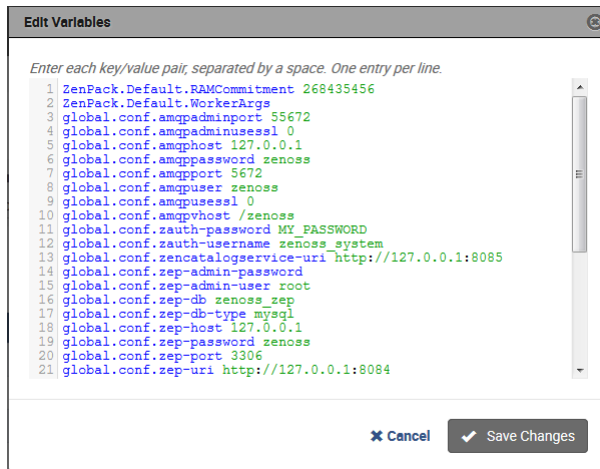 Edit Variables
Enter each key/value pair, separated by a space. One entry per line.
1 ZenPack.Default.RAMCommitment 268435456
2 ZenPack.Default.WorkerArgs
3 global.conf.amqpadminport 55672
4 global.conf.amqpadminusessl 0
5 global.conf.amqphost 127.0.0.1
6 global.conf.amqppassword zenoss
7 global.conf.amqpport 5672
8 global.conf.amqpuser zenoss
9 global.conf.amqpusessl 0
10 global.conf.amqpvhost /zenoss
11 global.conf.zauth-password MY_PASSWORD
12 global.conf.zauth-username zenoss_system
13 global.conf.zencatalogservice-uri http://127.0.0.1:8085
14 global.conf.zep-admin-password
15 global.conf.zep-admin-user root
16 global.conf.zep-db zenoss_zep
17 global.conf.zep-db-type mysql
18 global.conf.zep-host 127.0.0.1
19 global.conf.zep-password zenoss
20 global.conf.zep-port 3306
21 global.conf.zep-uri http://127.0.0.1:8084
Cancel
Save Changes